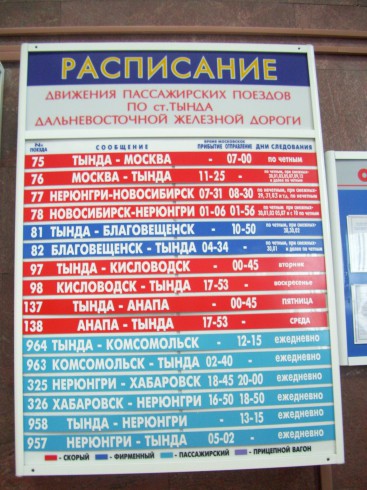 РАСПИСАНИЕ
ДВИЖЕНИЯ ПАССАЖИРСКИХ ПОЕЗДОВ
ПО ст.ТЫНДА
ДАЛЬНЕВОСТОЧНОЙ ЖЕЛЕЗНОЙ ДОРОГИ
№ ПОЕЗДА СООБЩЕНИЕ ВРЕМЯ МОСКОВСКОЕ ПРИБЫТИЕ ОТПРАВЛЕНИЕ ДНИ СЛЕДОВАНИЯ
75 ТЫНДА - МОСКВА - 07-00 по четным
76 МОСКВА - ТЫНДА 11-25 -
77 НЕРЮНГРИ-НОВОСИБИРСК 07-31 08-30
78 НОВОСИБИРСК-НЕРЮНГРИ 01-06 01-56
81 ТЫНДА - БЛАГОВЕЩЕНСК - 10-50
82 БЛАГОВЕЩЕНСК - ТЫНДА 04-34 -
97 ТЫНДА - КИСЛОВОДСК - 00-45 вторник
98 КИСЛОВОДСК - ТЫНДА 17-53 - воскресенье
137 ТЫНДА - АНАПА - 00-45 ПЯТНИЦА
138 АНАПА - ТЫНДА 17-53 - СРЕДА
964 ТЫНДА - КОМСОМОЛЬСК - 12-15 ежедневно
963 КОМСОМОЛЬСК - ТЫНДА 02-40 - ежедневно
325 НЕРЮНГРИ - ХАБАРОВСК 18-45 20-00 ежедневно
326 ХАБАРОВСК - НЕРЮНГРИ 16-50 18-50 ежедневно
958 ТЫНДА - НЕРЮНГРИ - 13-15 ежедневно
957 НЕРЮНГРИ - ТЫНДА 05-02 - ежедневно
- СКОРЫЙ - ФИРМЕННЫЙ - ПАССАЖИРСКИЙ - ПРИЦЕПНОЙ ВАГОН